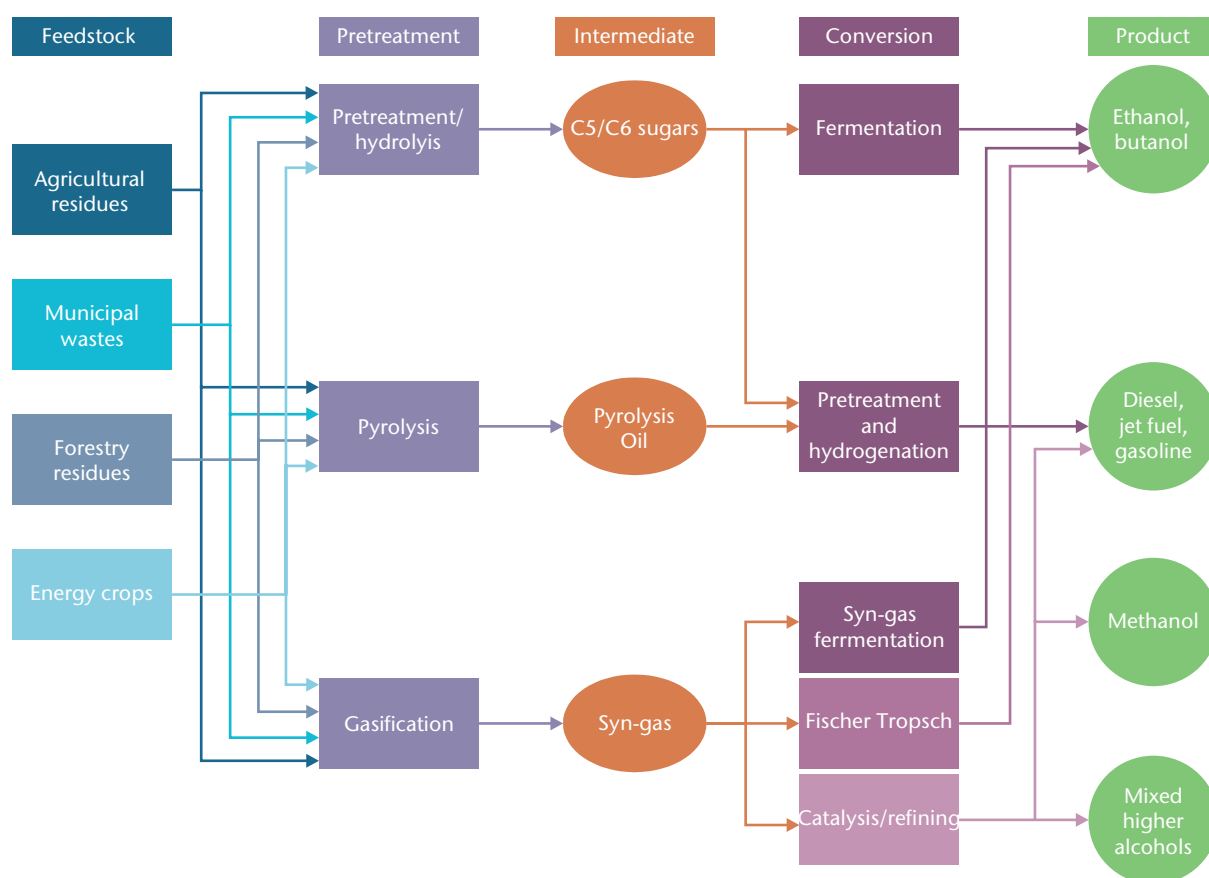 Feedstock
Pretreatment
Intermediate
Conversion
Product
Agricultural
residues
Municipal
wastes
Forestry
residues
Energy crops
Pretreatment/
hydrolyis
Pyrolysis
Gasification
C5/C6 sugars
Pyrolysis
Oil
Syn-gas
Fermentation
Pretreatment
and
hydrogenation
Syn-gas
ferrmentation
Fischer Tropsch
Catalysis/refining
Ethanol,
butanol
Diesel,
jet fuel,
gasoline
Methanol
Mixed
higher
alcohols